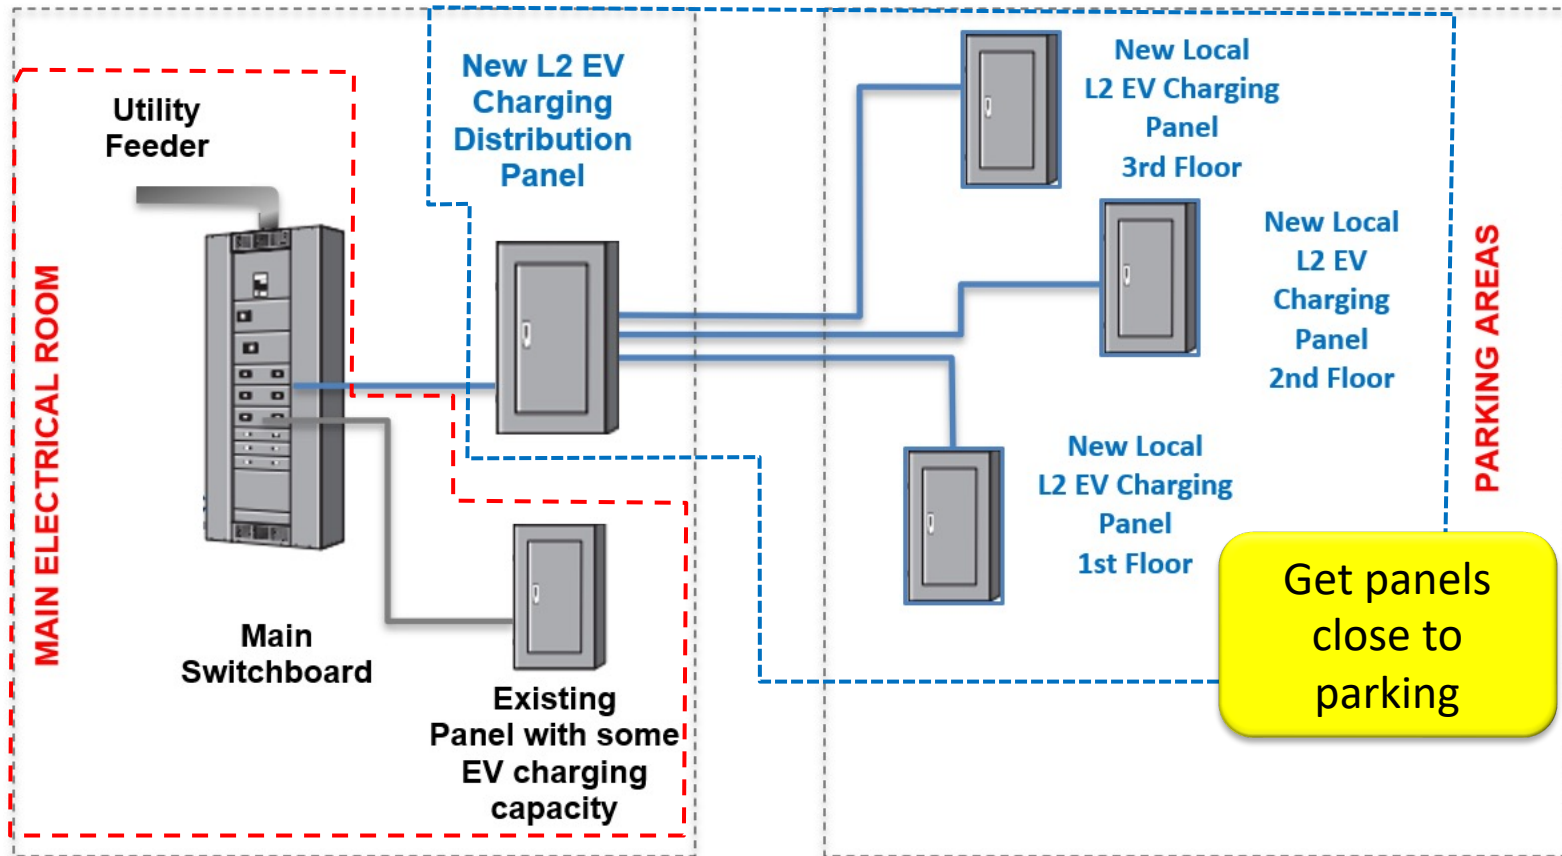 MAIN ELECTRICAL ROOM
Utility
Feeder
Main
Switchboard
Existing
Panel with some
EV charging
capacity
New L2 EV
Charging
Distribution
Panel
New Local
L2 EV Charging
Panel
3rd Floor
New Local
L2 EV
Charging
Panel
2nd Floor
New Local
L2 EV Charging
Panel
1st Floor
PARKING AREAS
Get panels
close to
parking